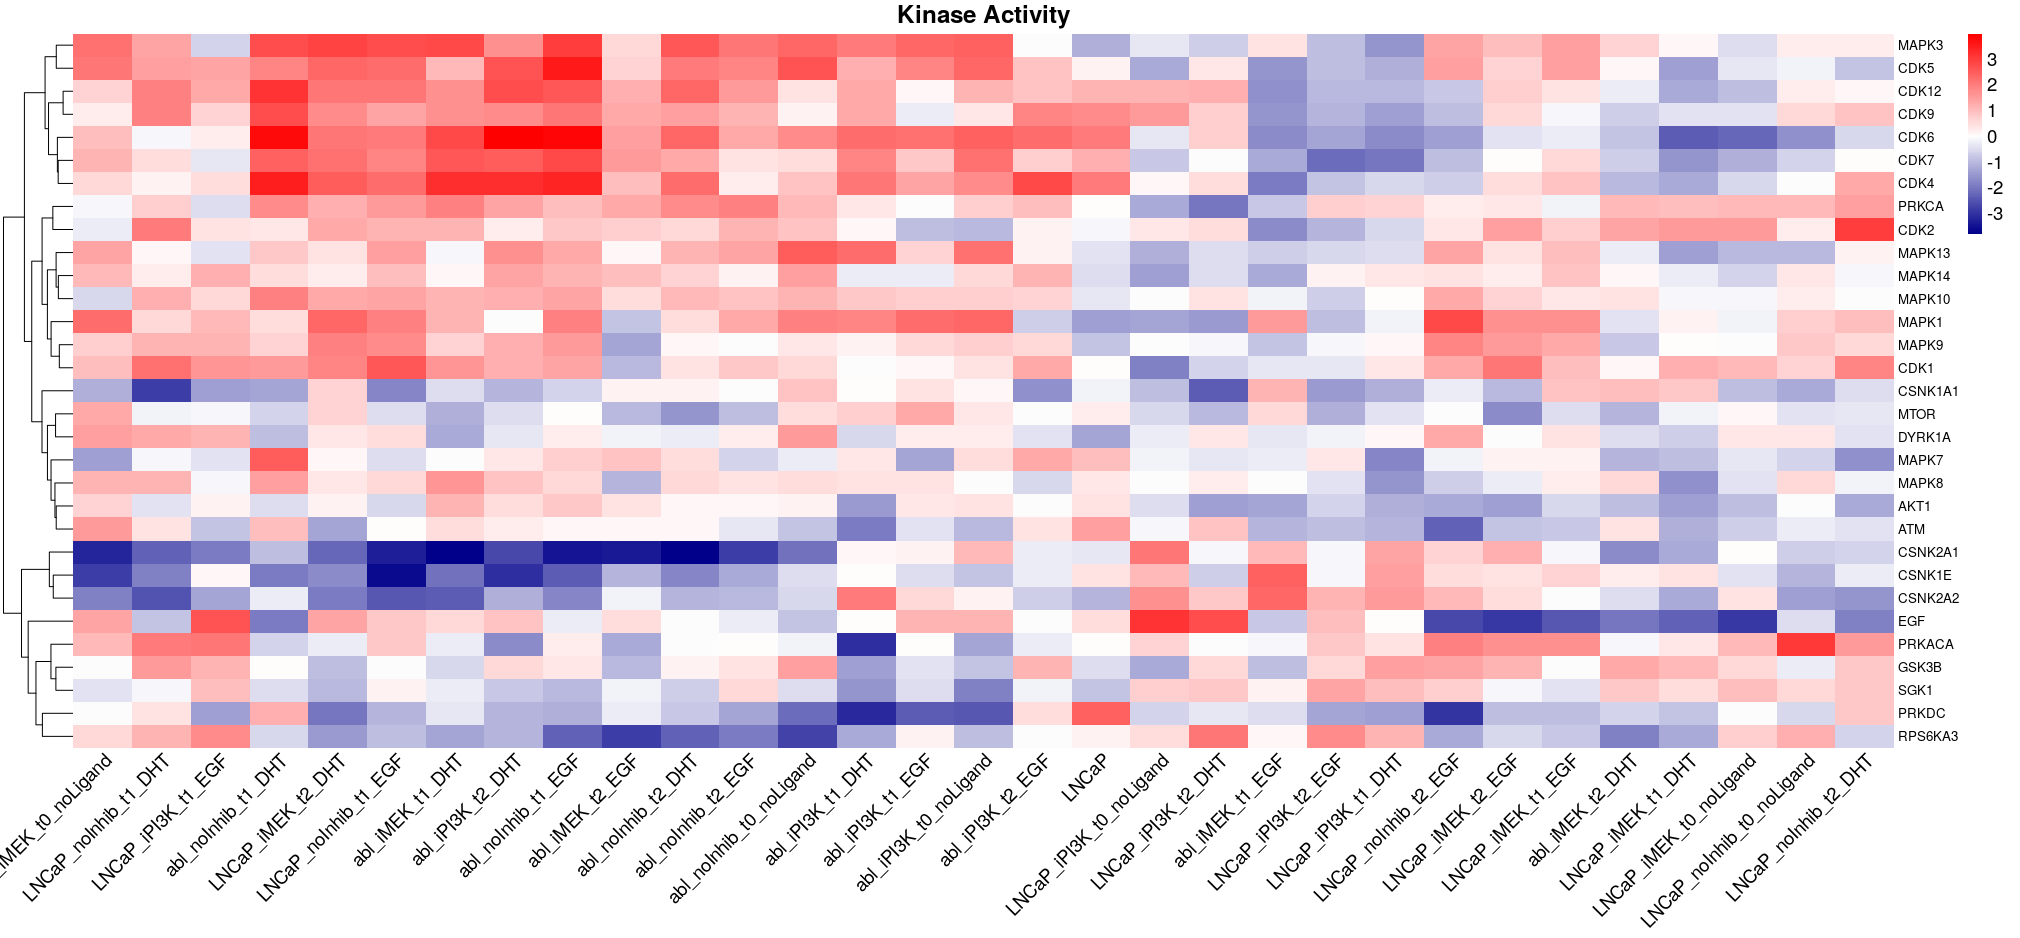 Kinase Activity
MAPK3
CDK5
CDK12
CDK9
CDK6
CDK7
CDK4
PRKCA
CDK2
MAPK13
MAPK14
MAPK10
MAPK1
MAPK9
CDK1
CSNK1A1
MTOR
DYRK1A
MAPK7
MAPK8
AKT1
ATM
CSNK2A1
CSNK1E
CSNK2A2
EGF
PRKACA
GSK3B
SGK1
PRKDC
RPS6KA3
3
2
1
0
-1
-2
-3
_iMEK_t0_noLigand
LNCaP_noInhib_t1_DHT
LNCaP_iPI3K_t1_EGF
abl_noInhib_t1_DHT
LNCaP_iMEK_t2_DHT
LNCaP_noInhib_t1_EGF
abl_iMEK_t1_DHT
abl_iPI3K_t2_DHT
abl_noInhib_t1_EGF
abl_iMEK_t2_EGF
abl_noInhib_t2_DHT
abl_noInhib_t2_EGF
abl_noInhib_t0_noLigand
abl_iPI3K_t1_DHT
abl_iPI3K_t1_EGF
abl_iPI3K_t0_noLigand
abl_iPI3K_t2_EGF
LNCaP
LNCaP_iPI3K_t0_noLigand
LNCaP_iPI3K_t2_DHT
abl_iMEK_t1_EGF
LNCaP_iPI3K_t2_EGF
LNCaP_iPI3K_t1_DHT
LNCaP_noInhib_t2_EGF
LNCaP_iMEK_t2_EGF
LNCaP_iMEK_t1_EGF
abl_iMEK_t2_DHT
LNCaP_iMEK_t1_DHT
LNCaP_iMEK_t0_noLigand
LNCaP_noInhib_t0_noLigand
LNCaP_noInhib_t2_DHT